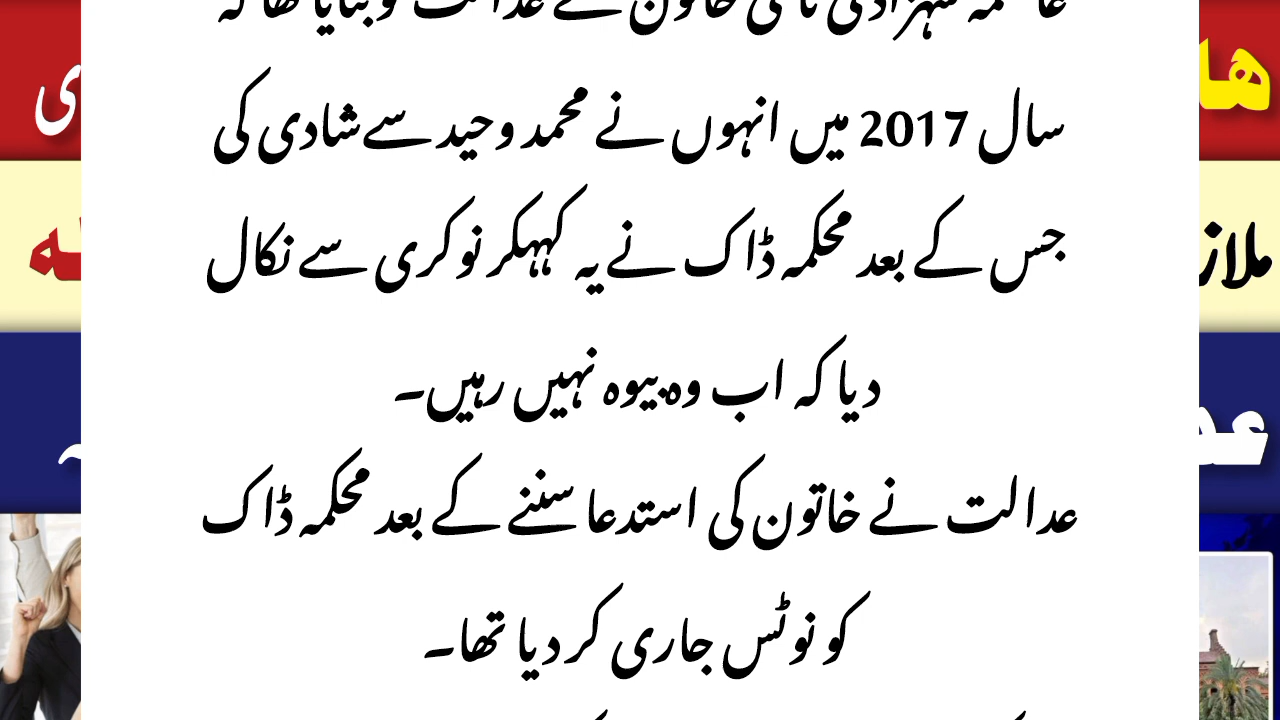 سال 2017 میں انہوں نے محمد وحید سے شادی کی
جس کے بعد محکمہ ڈاک نے یہ کہہکر نوکری سے نکال
دیا کہ اب وہ بیوہ نہیں رہیں۔
عدالت نے خاتون کی استدعا سننے کے بعد محکمہ ڈاک
کو نوٹس جاری کر دیا تھا۔